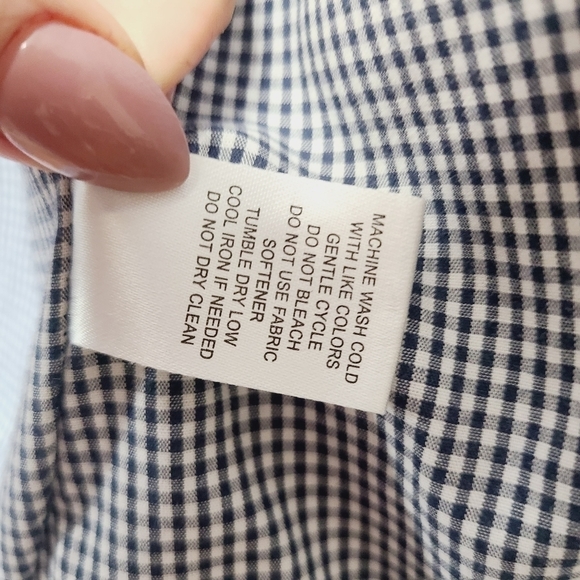 MACHINE WASH COLD
WITH LIKE COLORS
GENTLE CYCLE
DO NOT BLEACH
DO NOT USE FABRIC
SOFTENER
TUMBLE DRY LOW
COOL IRON IF NEEDED
DO NOT DRY CLEAN